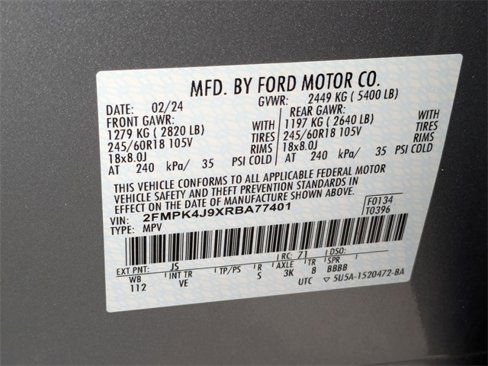 MFD. BY FORD MOTOR CO.
DATE: 02/24 GVWR: 2449 KG ( 5400 LB)
FRONT GAWR: REAR GAWR:
1279 KG ( 2820 LB) WITH 1197 KG ( 2640 LB) WITH
245/60R18 105V TIRES 245/60R18 105V TIRES
18x8.0J RIMS 18x8.0J RIMS
AT 240 kPa/ 35 PSI COLD AT 240 kPa/ 35 PSI COLD
THIS VEHICLE CONFORMS TO ALL APPLICABLE FEDERAL MOTOR
VEHICLE SAFETY AND THEFT PREVENTION STANDARDS IN
EFFECT ON THE DATE OF MANUFACTURE SHOWN ABOVE.
VIN: 2FMPK4J9XRBA77401 F0134
TYPE: MPV T0396
EXT PNT: JS RC: 71 DSO:
WB INT TR TP/PS R AXLE TR SPR
112 VE S 3K 8 BBBB
UTC ▽ 5U5A-1520472-BA